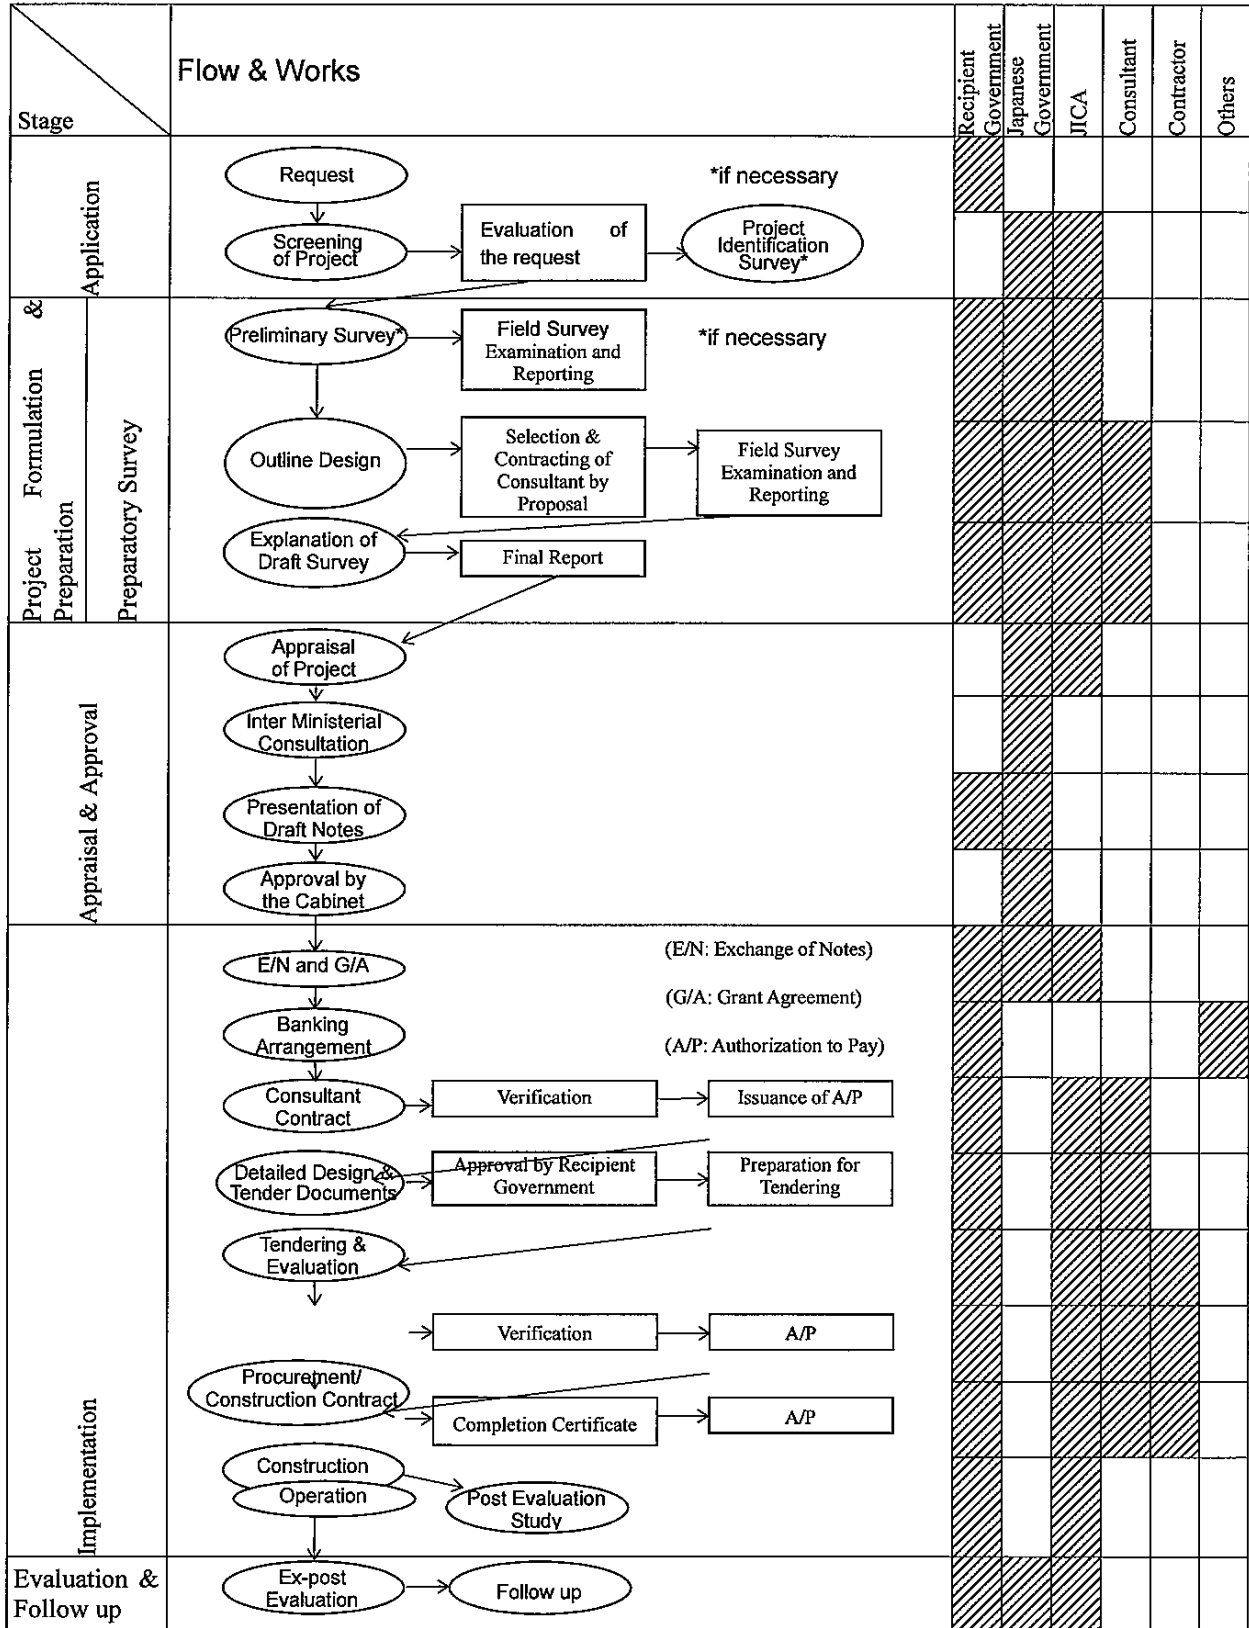 Stage
Flow & Works
Recipient
Government
Japanese
Government
JICA
Consultant
Contractor
Others
Application
Request
*if necessary
Screening
of Project
Evaluation of
the request
Project
Identification
Survey*
Project Formulation &
Preparation
Preparatory Survey
Preliminary Survey*
Field Survey
Examination and
Reporting
*if necessary
Outline Design
Selection &
Contracting of
Consultant by
Proposal
Field Survey
Examination and
Reporting
Explanation of
Draft Survey
Final Report
Appraisal & Approval
Appraisal
of Project
Inter Ministerial
Consultation
Presentation of
Draft Notes
Approval by
the Cabinet
Implementation
E/N and G/A
(E/N: Exchange of Notes)
(G/A: Grant Agreement)
Banking
Arrangement
(A/P: Authorization to Pay)
Consultant
Contract
Verification
Issuance of A/P
Detailed Design &
Tender Documents
Approval by Recipient
Government
Preparation for
Tendering
Tendering &
Evaluation
Verification
A/P
Procurement/
Construction Contract
Completion Certificate
A/P
Construction
Operation
Post Evaluation
Study
Evaluation &
Follow up
Ex-post
Evaluation
Follow up